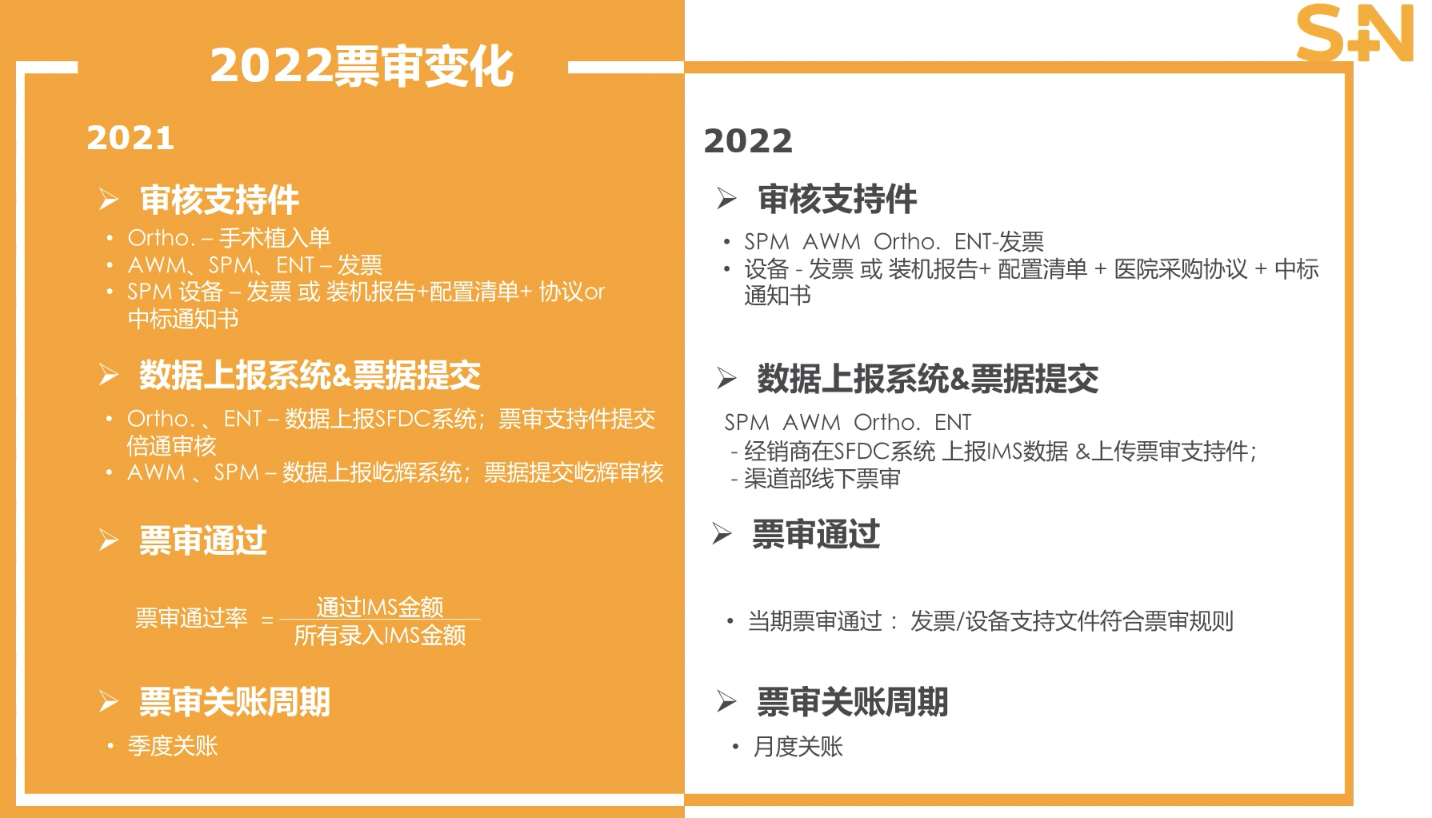 S+N
2022票审变化
2021
➢ 审核支持件
• Ortho. – 手术植入单
• AWM、SPM、ENT – 发票
• SPM 设备 – 发票 或 装机报告+配置清单+ 协议or
中标通知书
➢ 数据上报系统&票据提交
• Ortho. 、ENT – 数据上报SFDC系统；票审支持件提交
倍通审核
• AWM 、SPM – 数据上报屹辉系统；票据提交屹辉审核
➢ 票审通过
票审通过率 =
通过IMS金额
所有录入IMS金额
➢ 票审关账周期
• 季度关账
2022
➢ 审核支持件
• SPM AWM Ortho. ENT-发票
• 设备 - 发票 或 装机报告+ 配置清单 + 医院采购协议 + 中标
通知书
➢ 数据上报系统&票据提交
SPM AWM Ortho. ENT
- 经销商在SFDC系统 上报IMS数据 &上传票审支持件；
- 渠道部线下票审
➢ 票审通过
• 当期票审通过 ：发票/设备支持文件符合票审规则
➢ 票审关账周期
• 月度关账